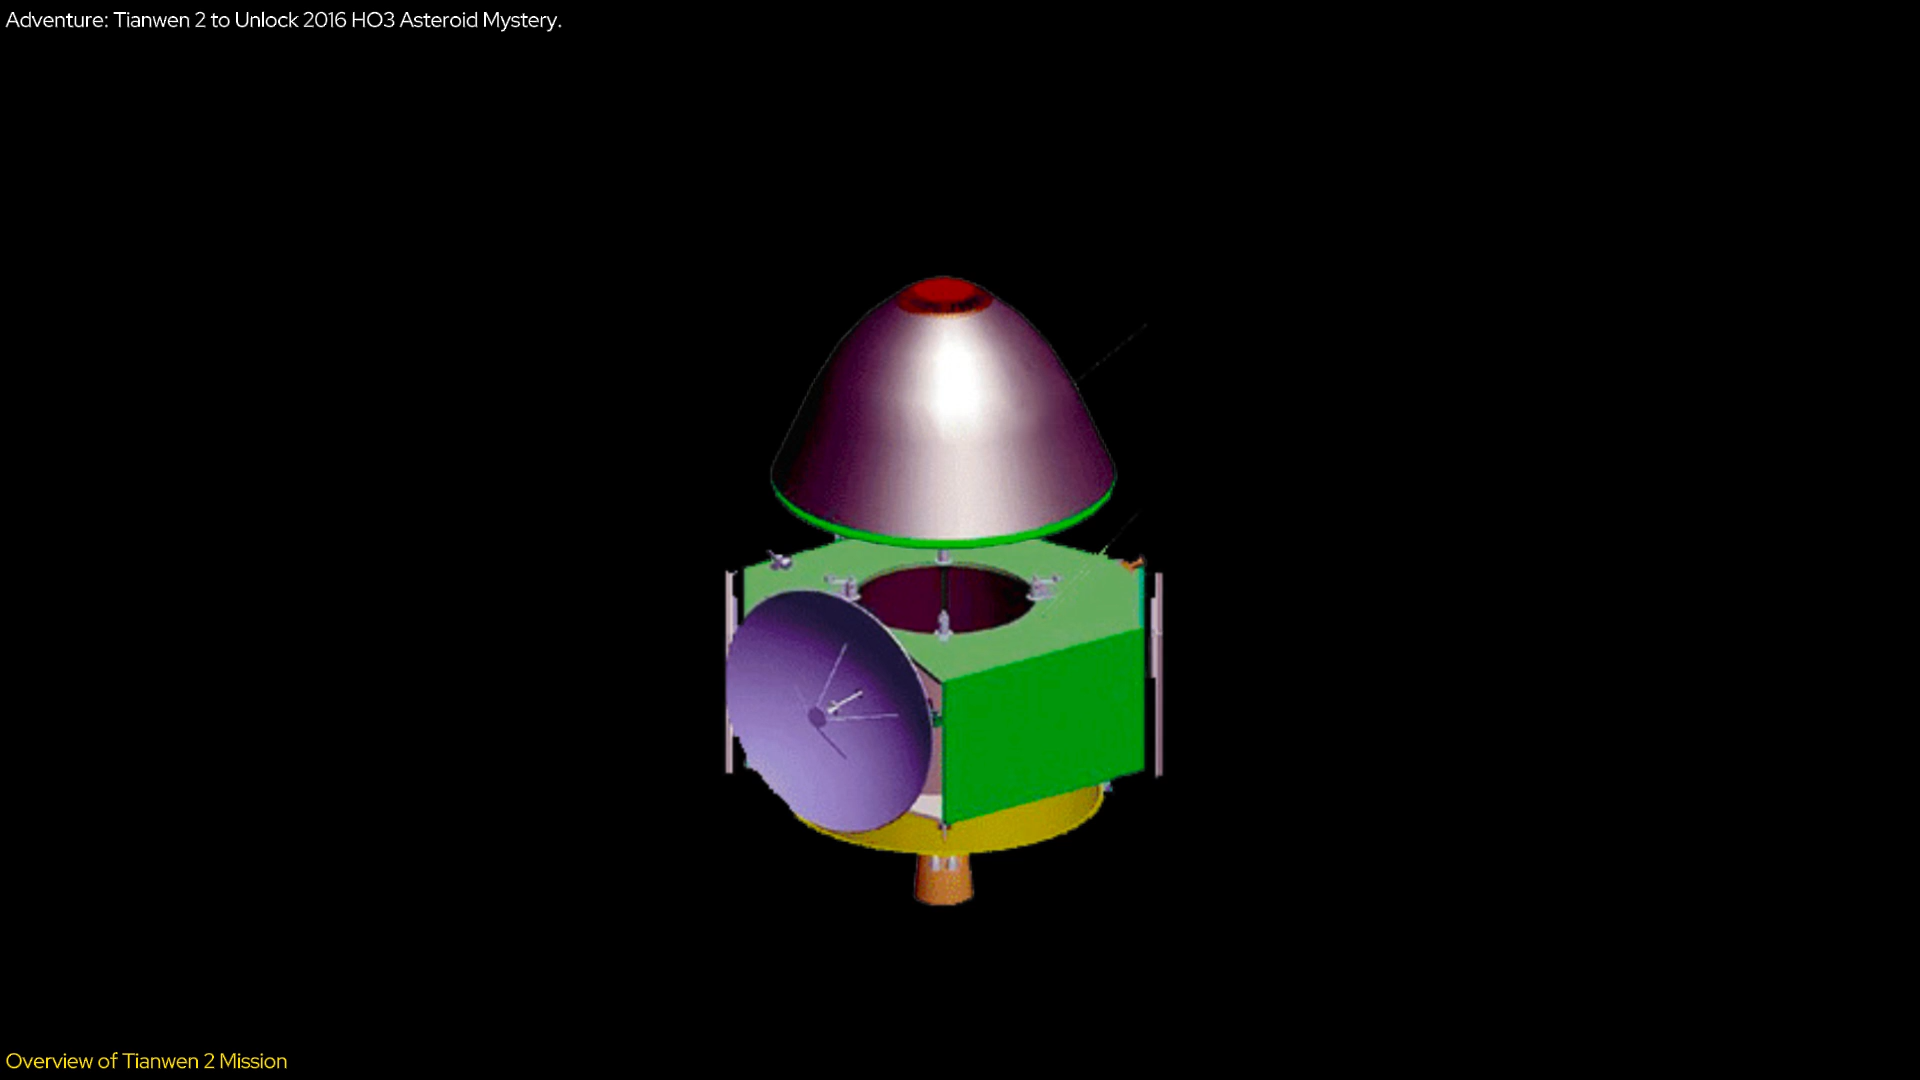 Adventure: Tianwen 2 to Unlock 2016 HO3 Asteroid Mystery.
Overview of Tianwen 2 Mission